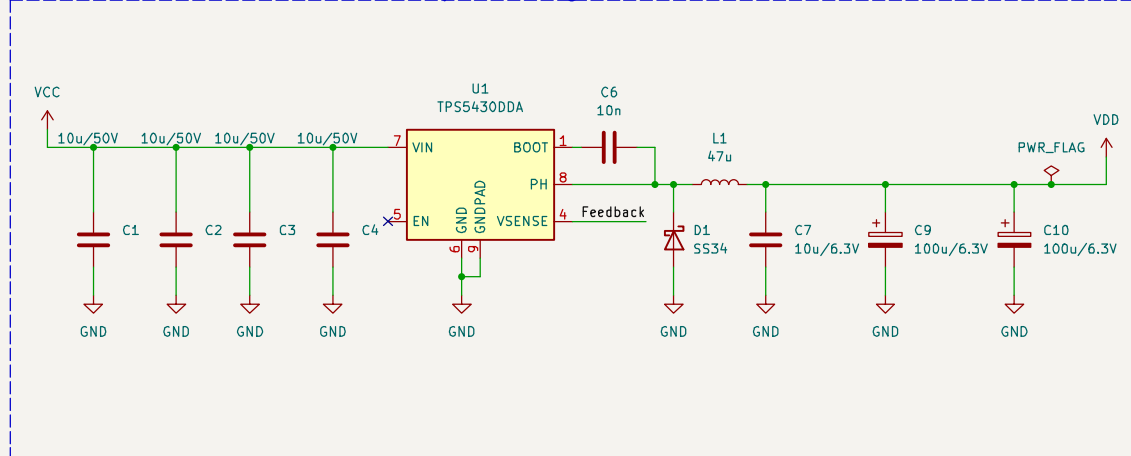 U1
TPS5430DDA
C6
10n
VCC
VDD
L1
47u
PWR_FLAG
10u/50V 10u/50V 10u/50V 10u/50V
7 VIN BOOT 1
PH 8
5 EN VSENSE 4 Feedback
GND GNDPAD
6 9
C1 C2 C3 C4
D1
SS34
C7
10u/6.3V
+ C9
100u/6.3V
+ C10
100u/6.3V
GND GND GND GND GND GND GND GND GND